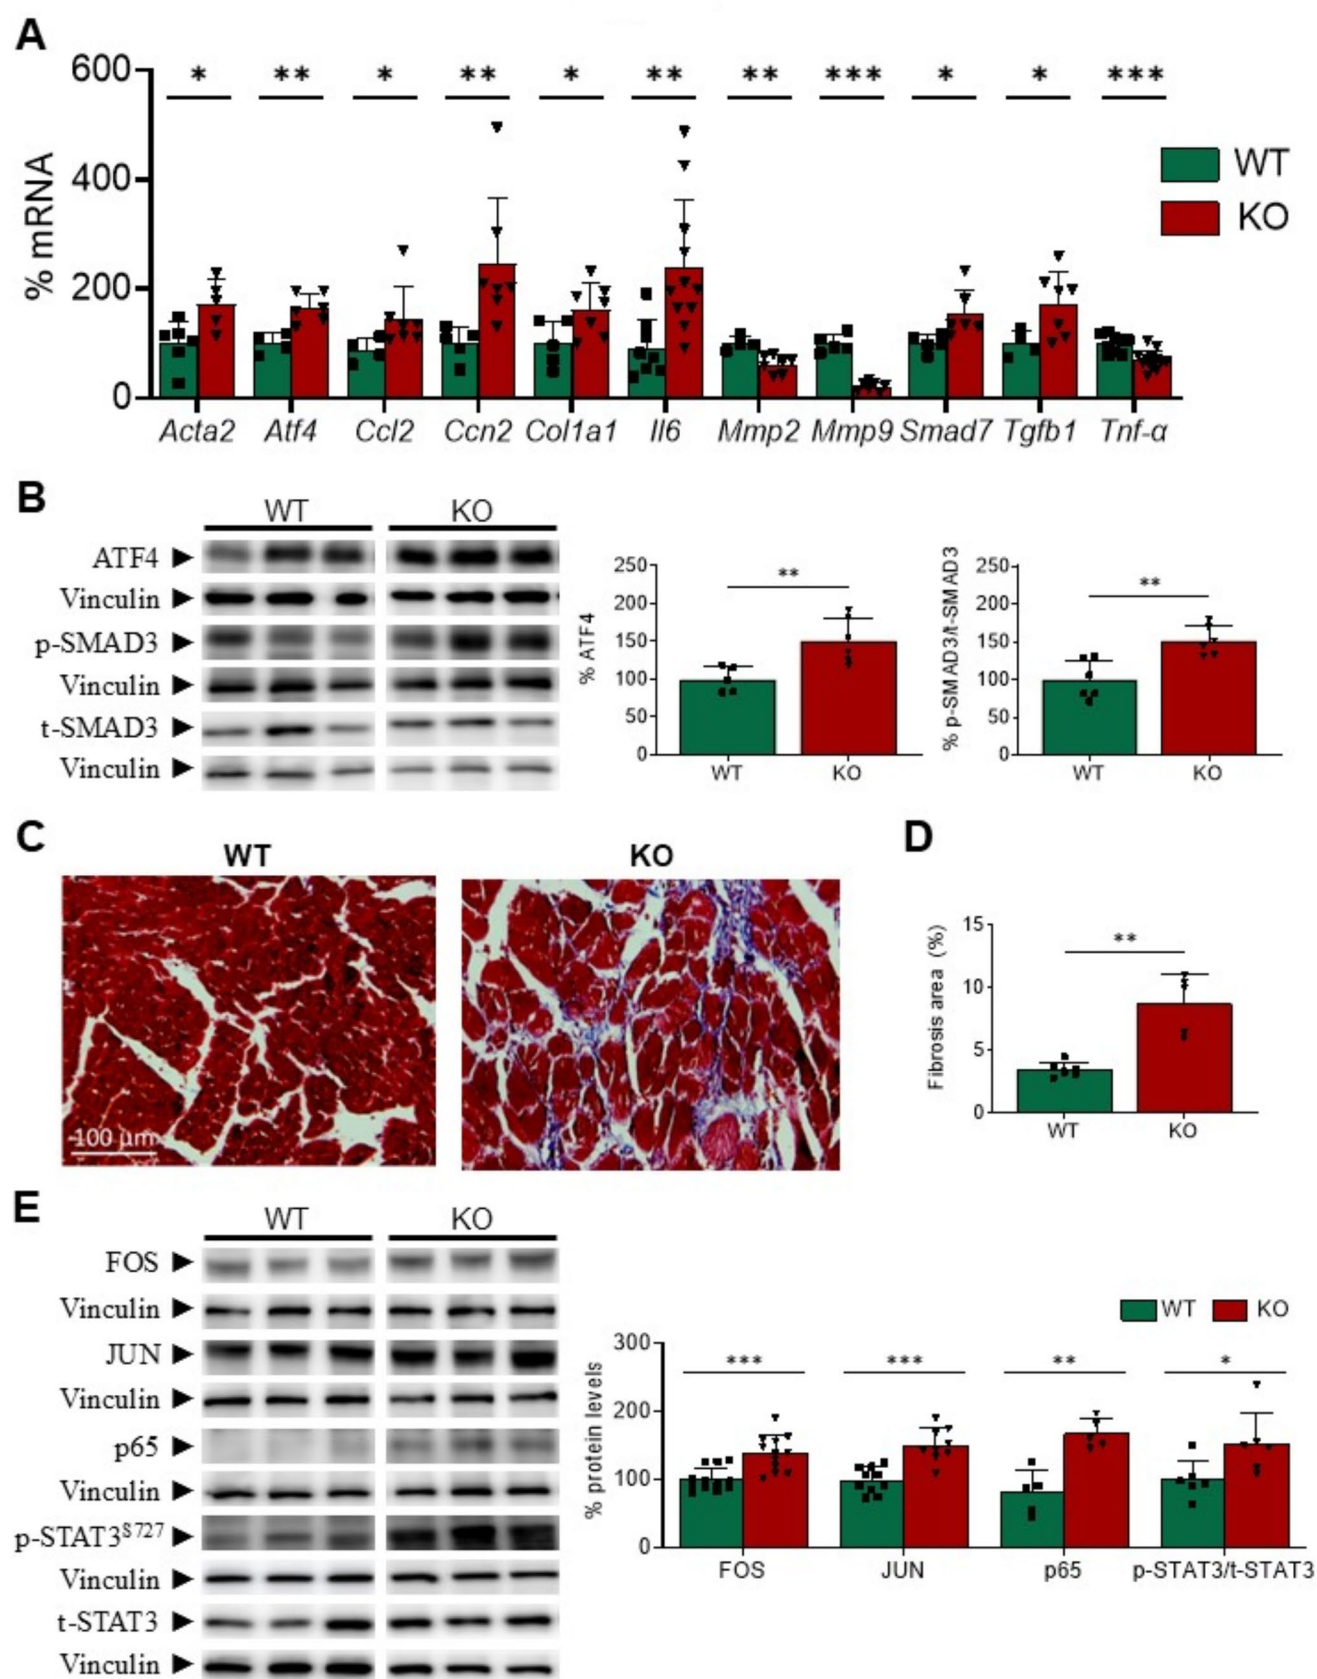 A
600
400
200
0
% mRNA
* ** * ** * ** ** *** * * ***
WT
KO
Acta2 Atf4 Ccl2 Ccn2 Col1a1 Il6 Mmp2 Mmp9 Smad7 Tgfb1 Tnf-α
B
WT KO
ATF4
Vinculin
p-SMAD3
Vinculin
t-SMAD3
Vinculin
% ATF4
250
200
150
100
50
0
**
WT KO
% p-SMAD3/t-SMAD3
250
200
150
100
50
0
**
WT KO
C
WT KO
100 µm
D
Fibrosis area (%)
15
10
5
0
**
WT KO
E
WT KO
FOS
Vinculin
JUN
Vinculin
p65
Vinculin
p-STAT3S727
Vinculin
t-STAT3
Vinculin
WT KO
% protein levels
300
200
100
0
*** *** ** *
FOS JUN p65 p-STAT3/t-STAT3